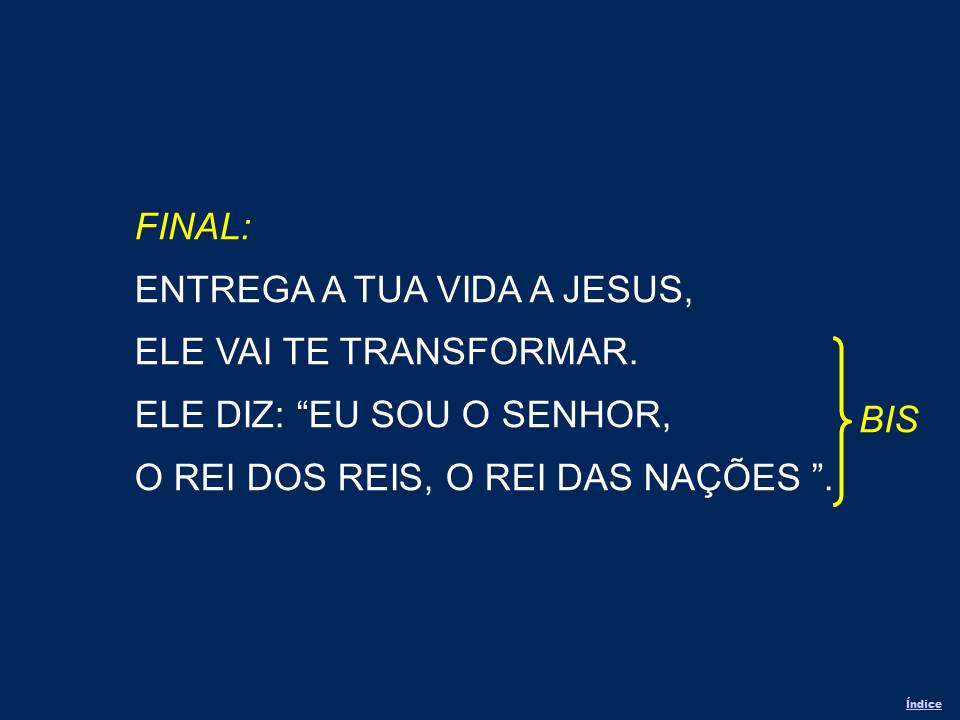 FINAL:
ENTREGA A TUA VIDA A JESUS,
ELE VAI TE TRANSFORMAR.
ELE DIZ: “EU SOU O SENHOR,
BIS
O REI DOS REIS, O REI DAS NAÇÕES ”.
Índice